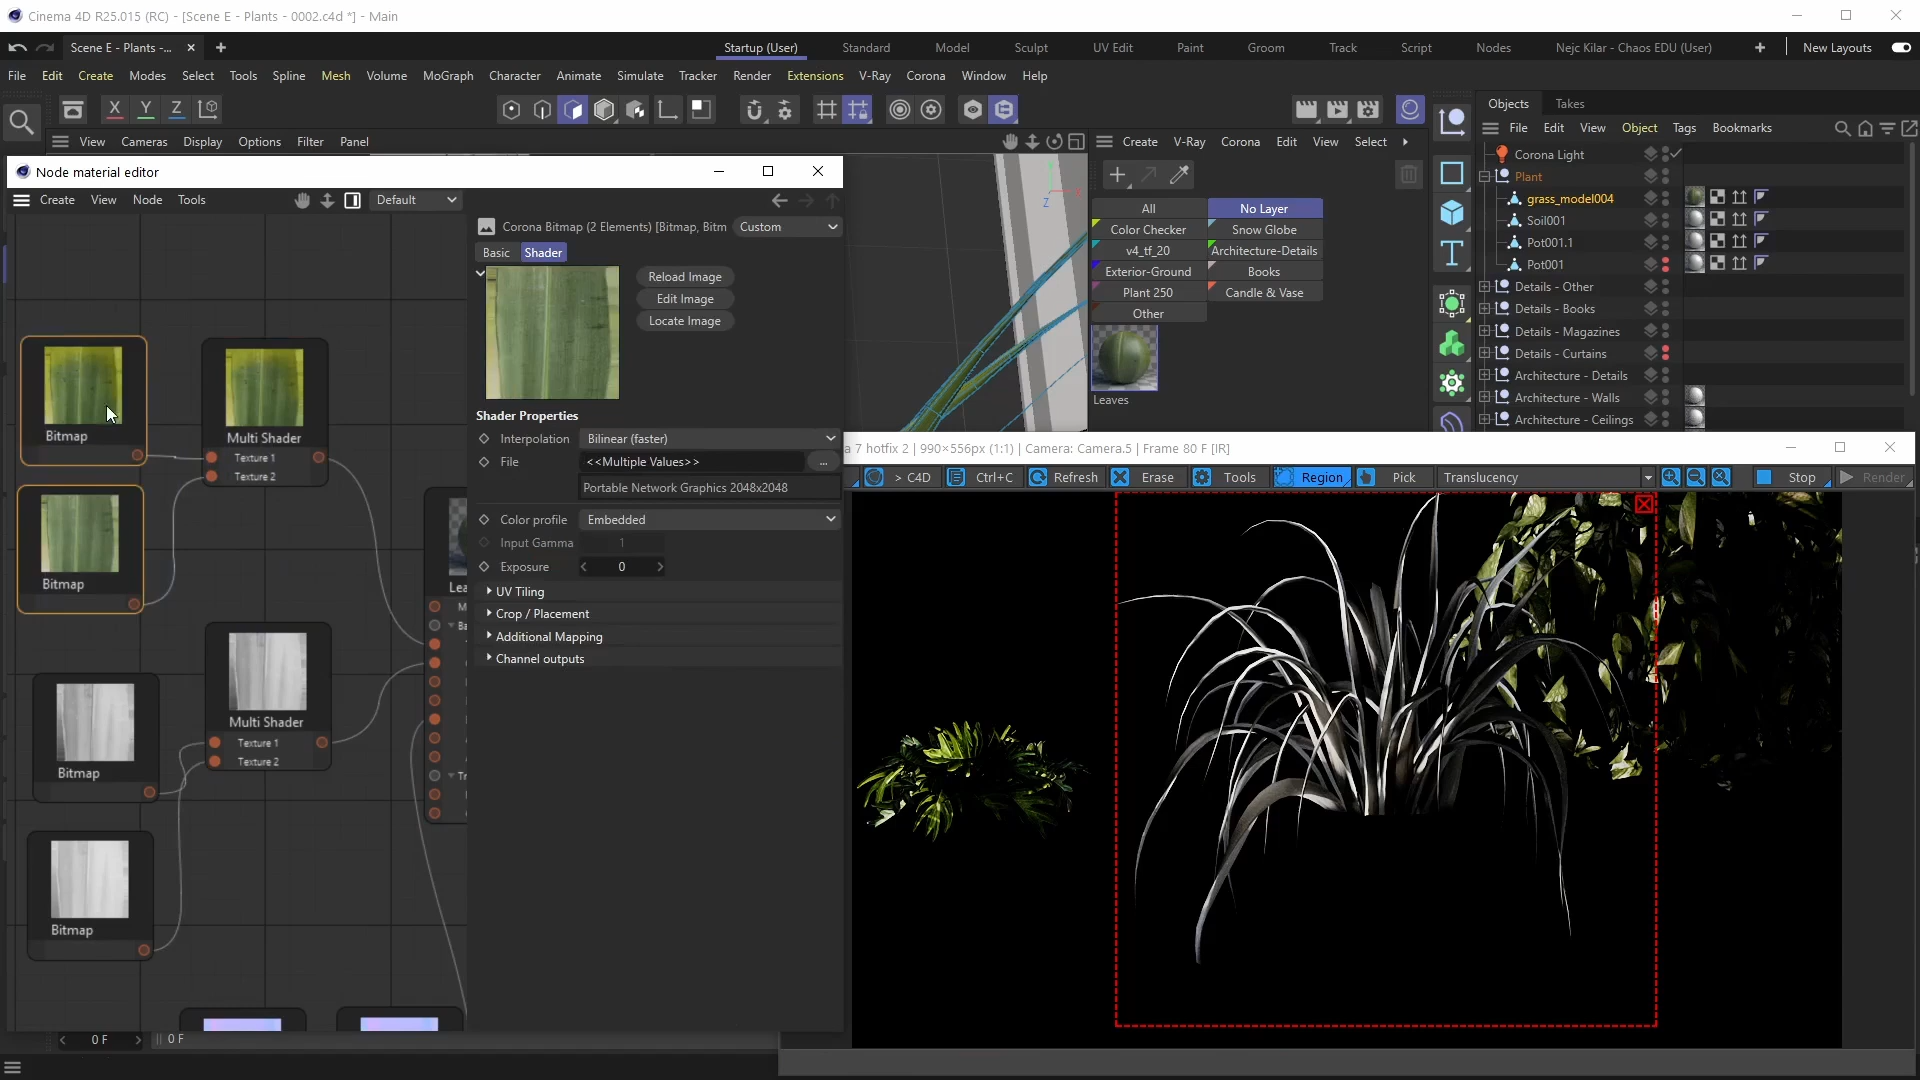 Cinema 4D R25.015 (RC) - [Scene E - Plants - 0002.c4d *] - Main
Scene E - Plants -...
Startup (User) Standard Model Sculpt UV Edit Paint Groom Track Script Nodes Nejc Kilar - Chaos EDU (User) New Layouts
File Edit Create Modes Select Tools Spline Mesh Volume MoGraph Character Animate Simulate Tracker Render Extensions V-Ray Corona Window Help
X Y Z
Objects Takes
View Cameras Display Options Filter Panel
Create V-Ray Corona Edit View Select
File Edit View Object Tags Bookmarks
Node material editor
Create View Node Tools Default
Corona Bitmap (2 Elements) [Bitmap, Bitm Custom
Basic Shader
Reload Image
Edit Image
Locate Image
Shader Properties
Interpolation Bilinear (faster)
File <<Multiple Values>> ...
Portable Network Graphics 2048x2048
Color profile Embedded
Input Gamma 1
Exposure 0
UV Tiling
Crop / Placement
Additional Mapping
Channel outputs
Bitmap
Multi Shader
Texture 1
Texture 2
Bitmap
Lea
M
Ba
Multi Shader
Texture 1
Texture 2
Bitmap
Tr
Bitmap
0 F 0 F
Z
All No Layer
Color Checker Snow Globe
v4_tf_20 Architecture-Details
Exterior-Ground Books
Plant 250 Candle & Vase
Other
Leaves
Corona Light
Plant
grass_model004
Soil001
Pot001.1
Pot001
Details - Other
Details - Books
Details - Magazines
Details - Curtains
Architecture - Details
Architecture - Walls
Architecture - Ceilings
a 7 hotfix 2 | 990×556px (1:1) | Camera: Camera.5 | Frame 80 F [IR]
> C4D Ctrl+C Refresh Erase Tools Region Pick Translucency Stop Render